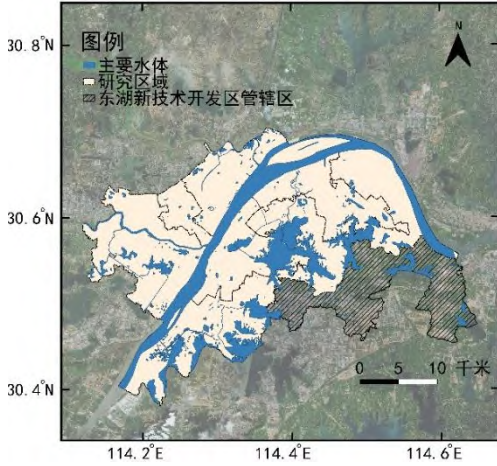 30.8°N
图例
N
主要水体
研究区域
东湖新技术开发区管辖区
30.6°N
30.4°N
0 5 10 千米
114.2°E 114.4°E 114.6°E